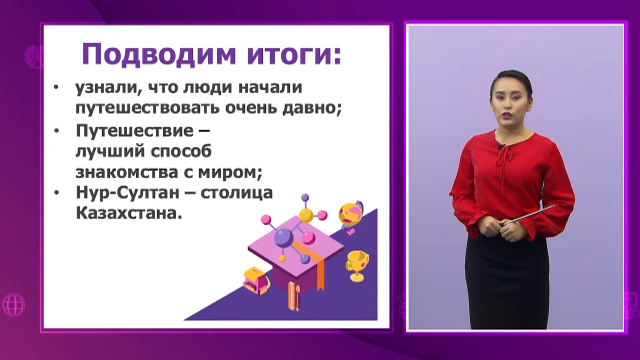 Подводим итоги:
• узнали, что люди начали
путешествовать очень давно;
• Путешествие –
лучший способ
знакомства с миром;
• Нур-Султан – столица
Казахстана.